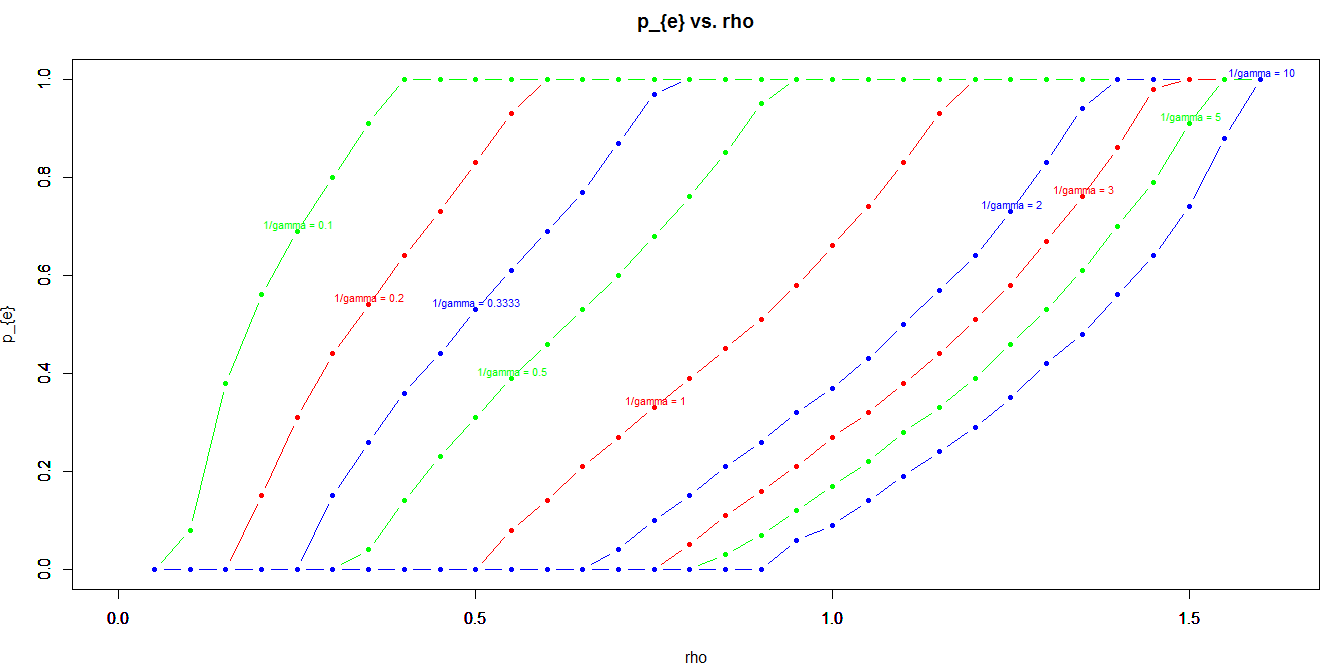 p_{e} vs. rho
p_{e}
1.0
0.8
0.6
0.4
0.2
0.0
1/gamma = 10
1/gamma = 5
1/gamma = 3
1/gamma = 2
1/gamma = 0.1
1/gamma = 0.2
1/gamma = 0.3333
1/gamma = 0.5
1/gamma = 1
0.0
0.5
1.0
1.5
rho